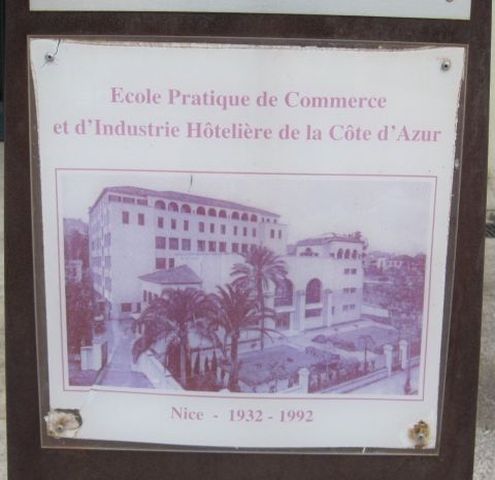 Ecole Pratique de Commerce
et d'Industrie Hôtelière de la Côte d'Azur
Nice - 1932 - 1992